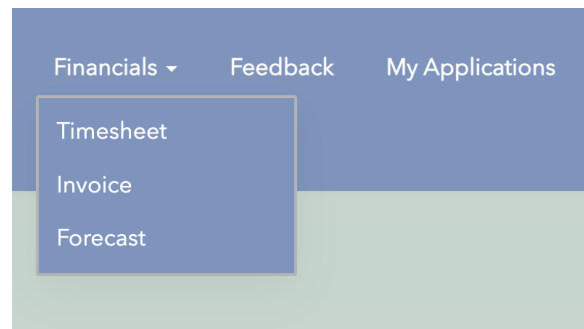 Financials Feedback My Applications
Timesheet
Invoice
Forecast